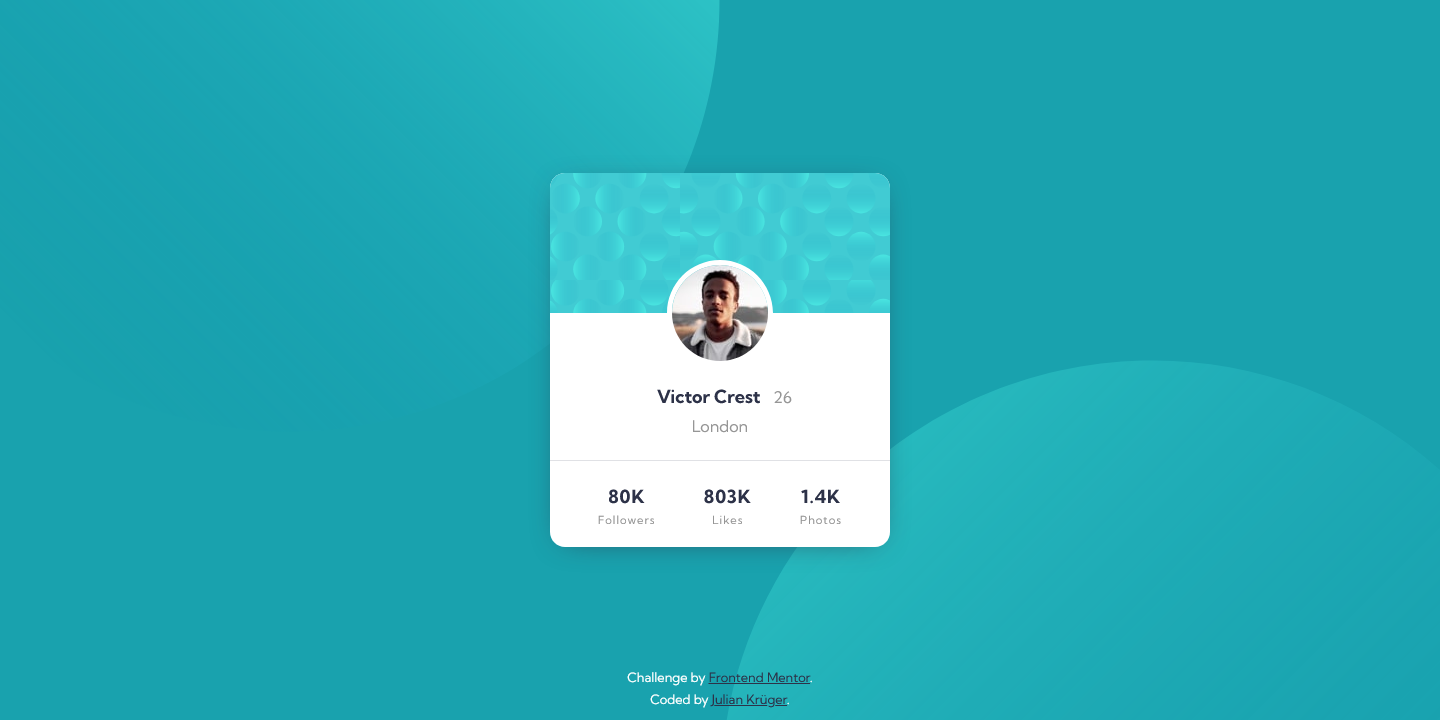 Victor Crest 26
London
80K 803K 1.4K
Followers Likes Photos
Challenge by Frontend Mentor.
Coded by Julian Krüger.